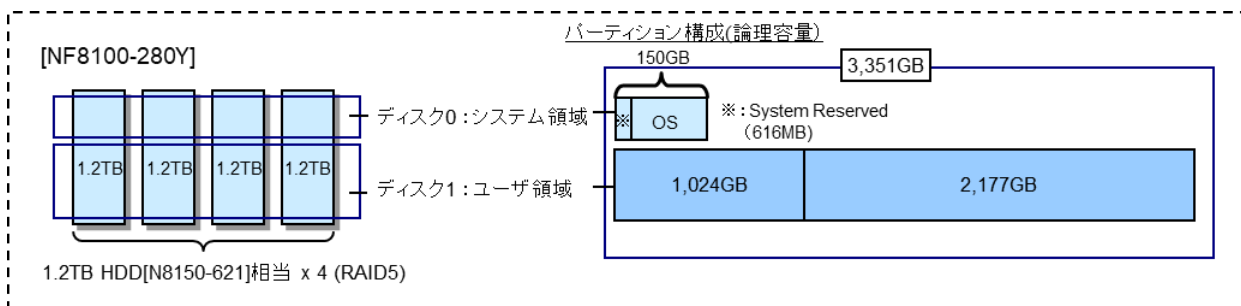 パーティション構成(論理容量)
[NF8100-280Y]
150GB
3,351GB
ディスク0:システム領域
※
OS
※:System Reserved
(616MB)
1.2TB 1.2TB 1.2TB 1.2TB
ディスク1:ユーザ領域
1,024GB
2,177GB
1.2TB HDD[N8150-621]相当 x 4 (RAID5)